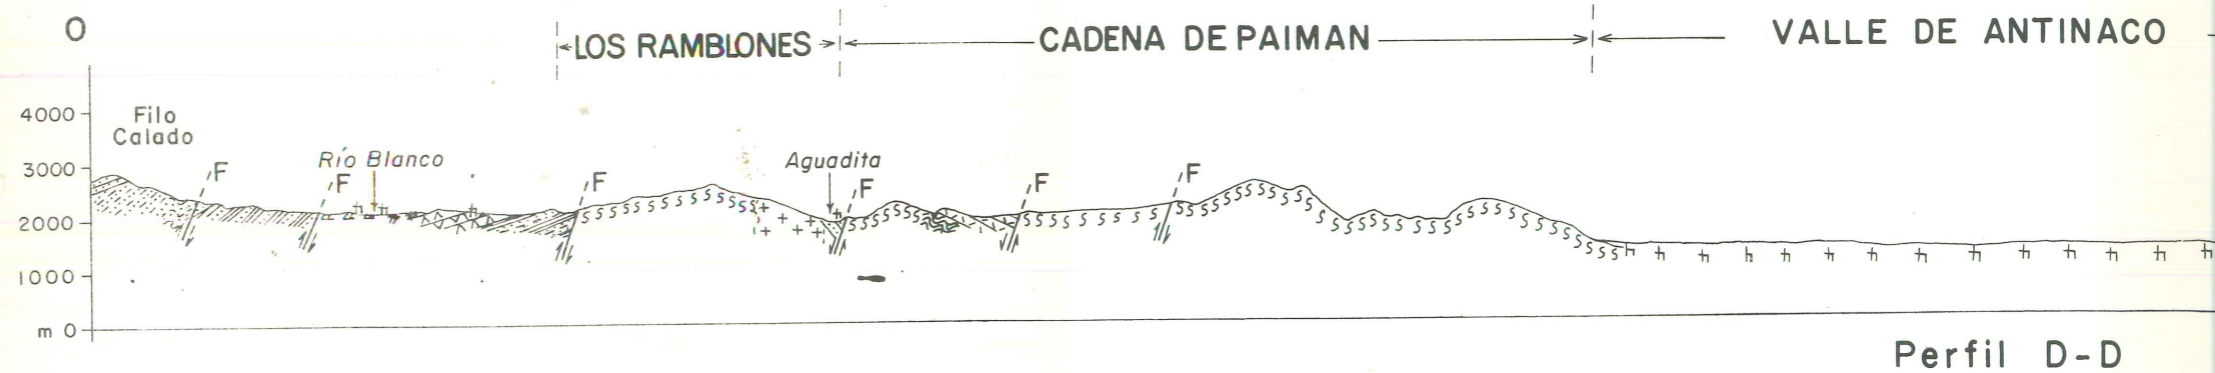 O
LOS RAMBLONES
CADENA DE PAIMAN
VALLE DE ANTINACO
4000
3000
2000
1000
m 0
Filo
Calado
F
Río Blanco
F
F
Aguadita
F
F
F
Perfil D-D